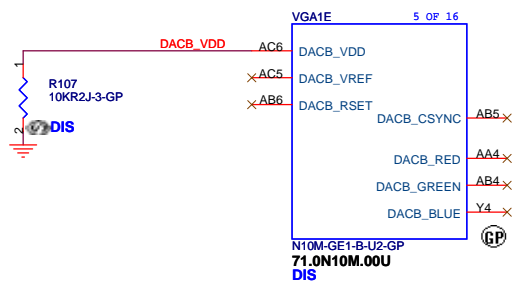 VGA1E
5 OF 16
DACB_VDD
AC6
DACB_VDD
1
AC5
DACB_VREF
R107
10KR2J-3-GP
AB6
DACB_RSET
DACB_CSYNC
AB5
2
DIS
DACB_RED
AA4
DACB_GREEN
AB4
DACB_BLUE
Y4
GP
N10M-GE1-B-U2-GP
71.0N10M.00U
DIS